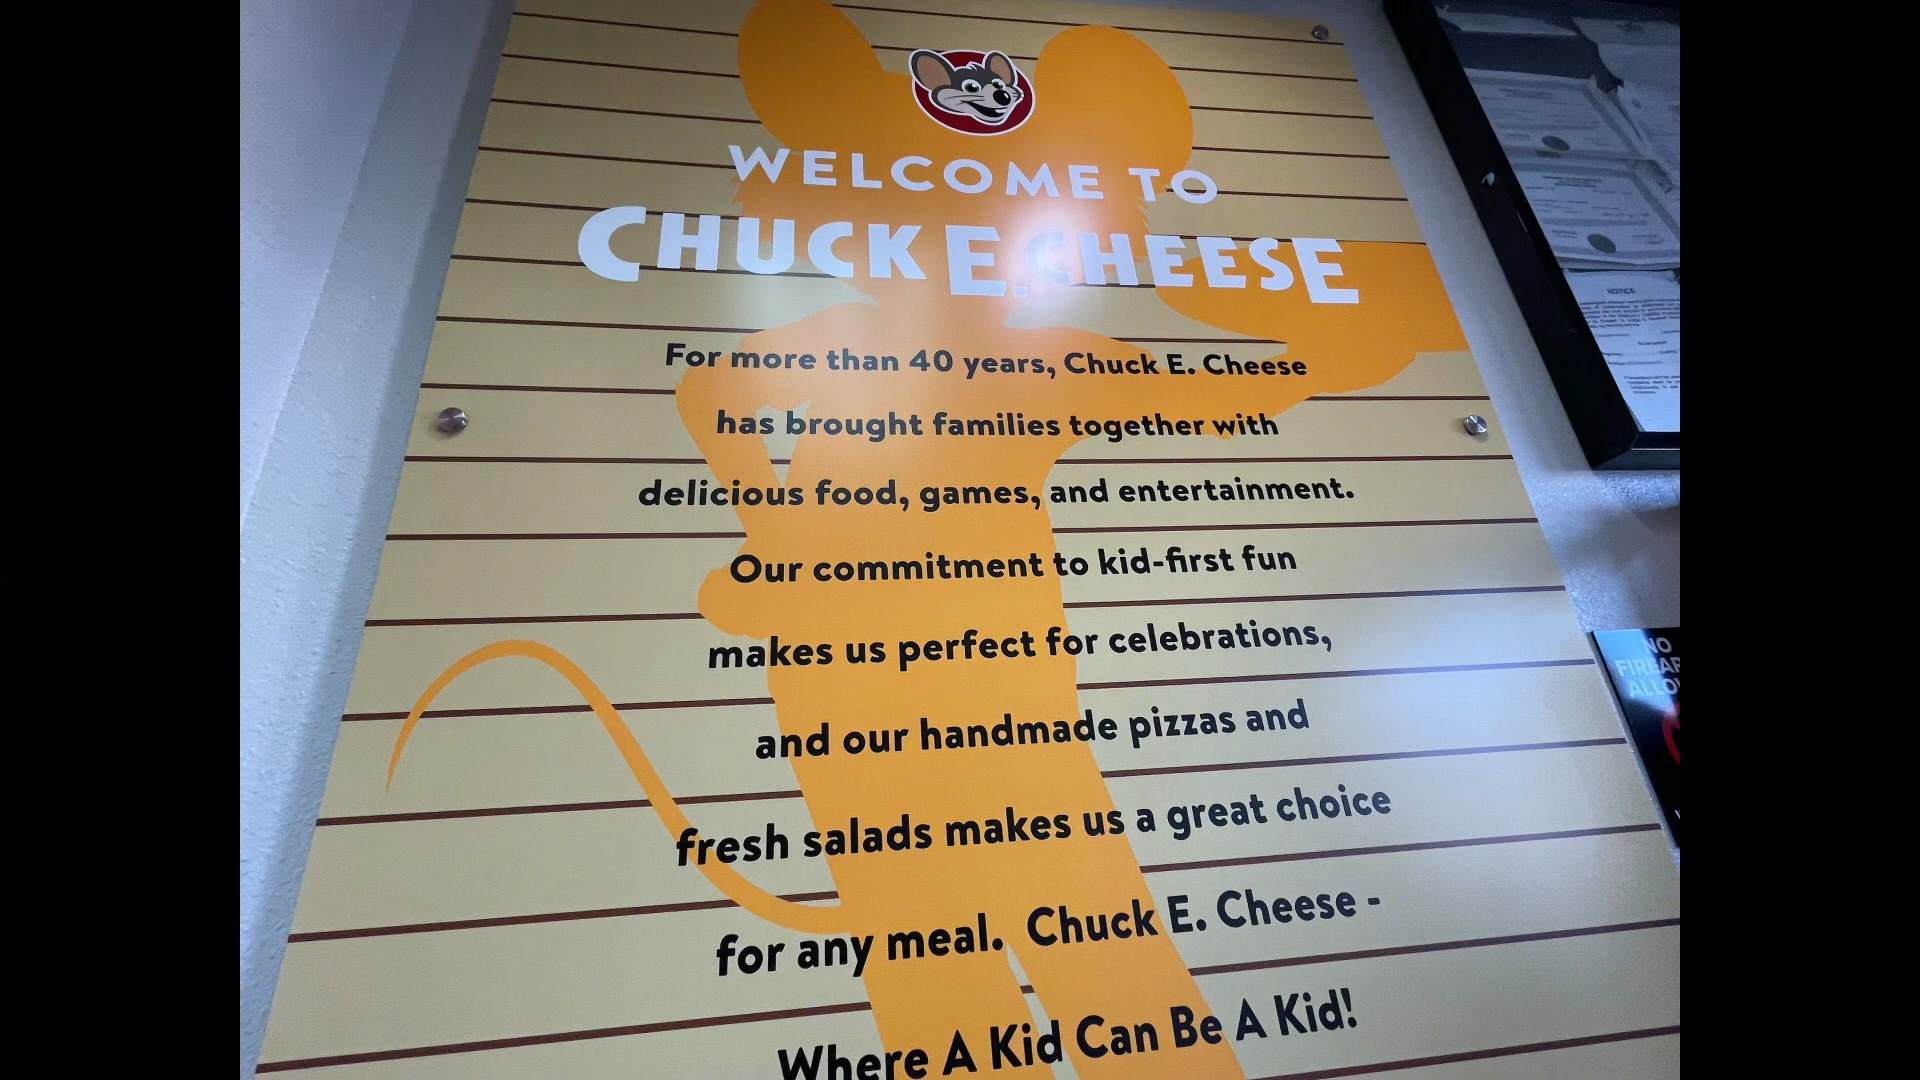 WELCOME TO
CHUCK E. CHEESE
For more than 40 years, Chuck E. Cheese
has brought families together with
delicious food, games, and entertainment.
Our commitment to kid-first fun
makes us perfect for celebrations,
and our handmade pizzas and
fresh salads makes us a great choice
for any meal. Chuck E. Cheese -
Where A Kid Can Be A Kid!
NOTICE
NO